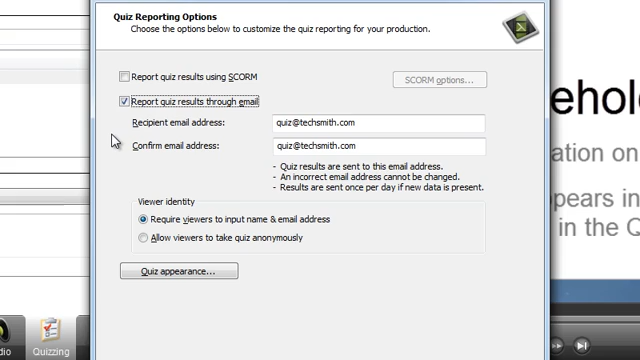 Quiz Reporting Options
Choose the options below to customize the quiz reporting for your production.
Report quiz results using SCORM
SCORM options...
Report quiz results through email
Recipient email address:
quiz@techsmith.com
Confirm email address:
quiz@techsmith.com
- Quiz results are sent to this email address.
- An incorrect email address cannot be changed.
- Results are sent once per day if new data is present.
Viewer identity
Require viewers to input name & email address
Allow viewers to take quiz anonymously
Quiz appearance...
ation on
ppears in
in the Q
Quizzing